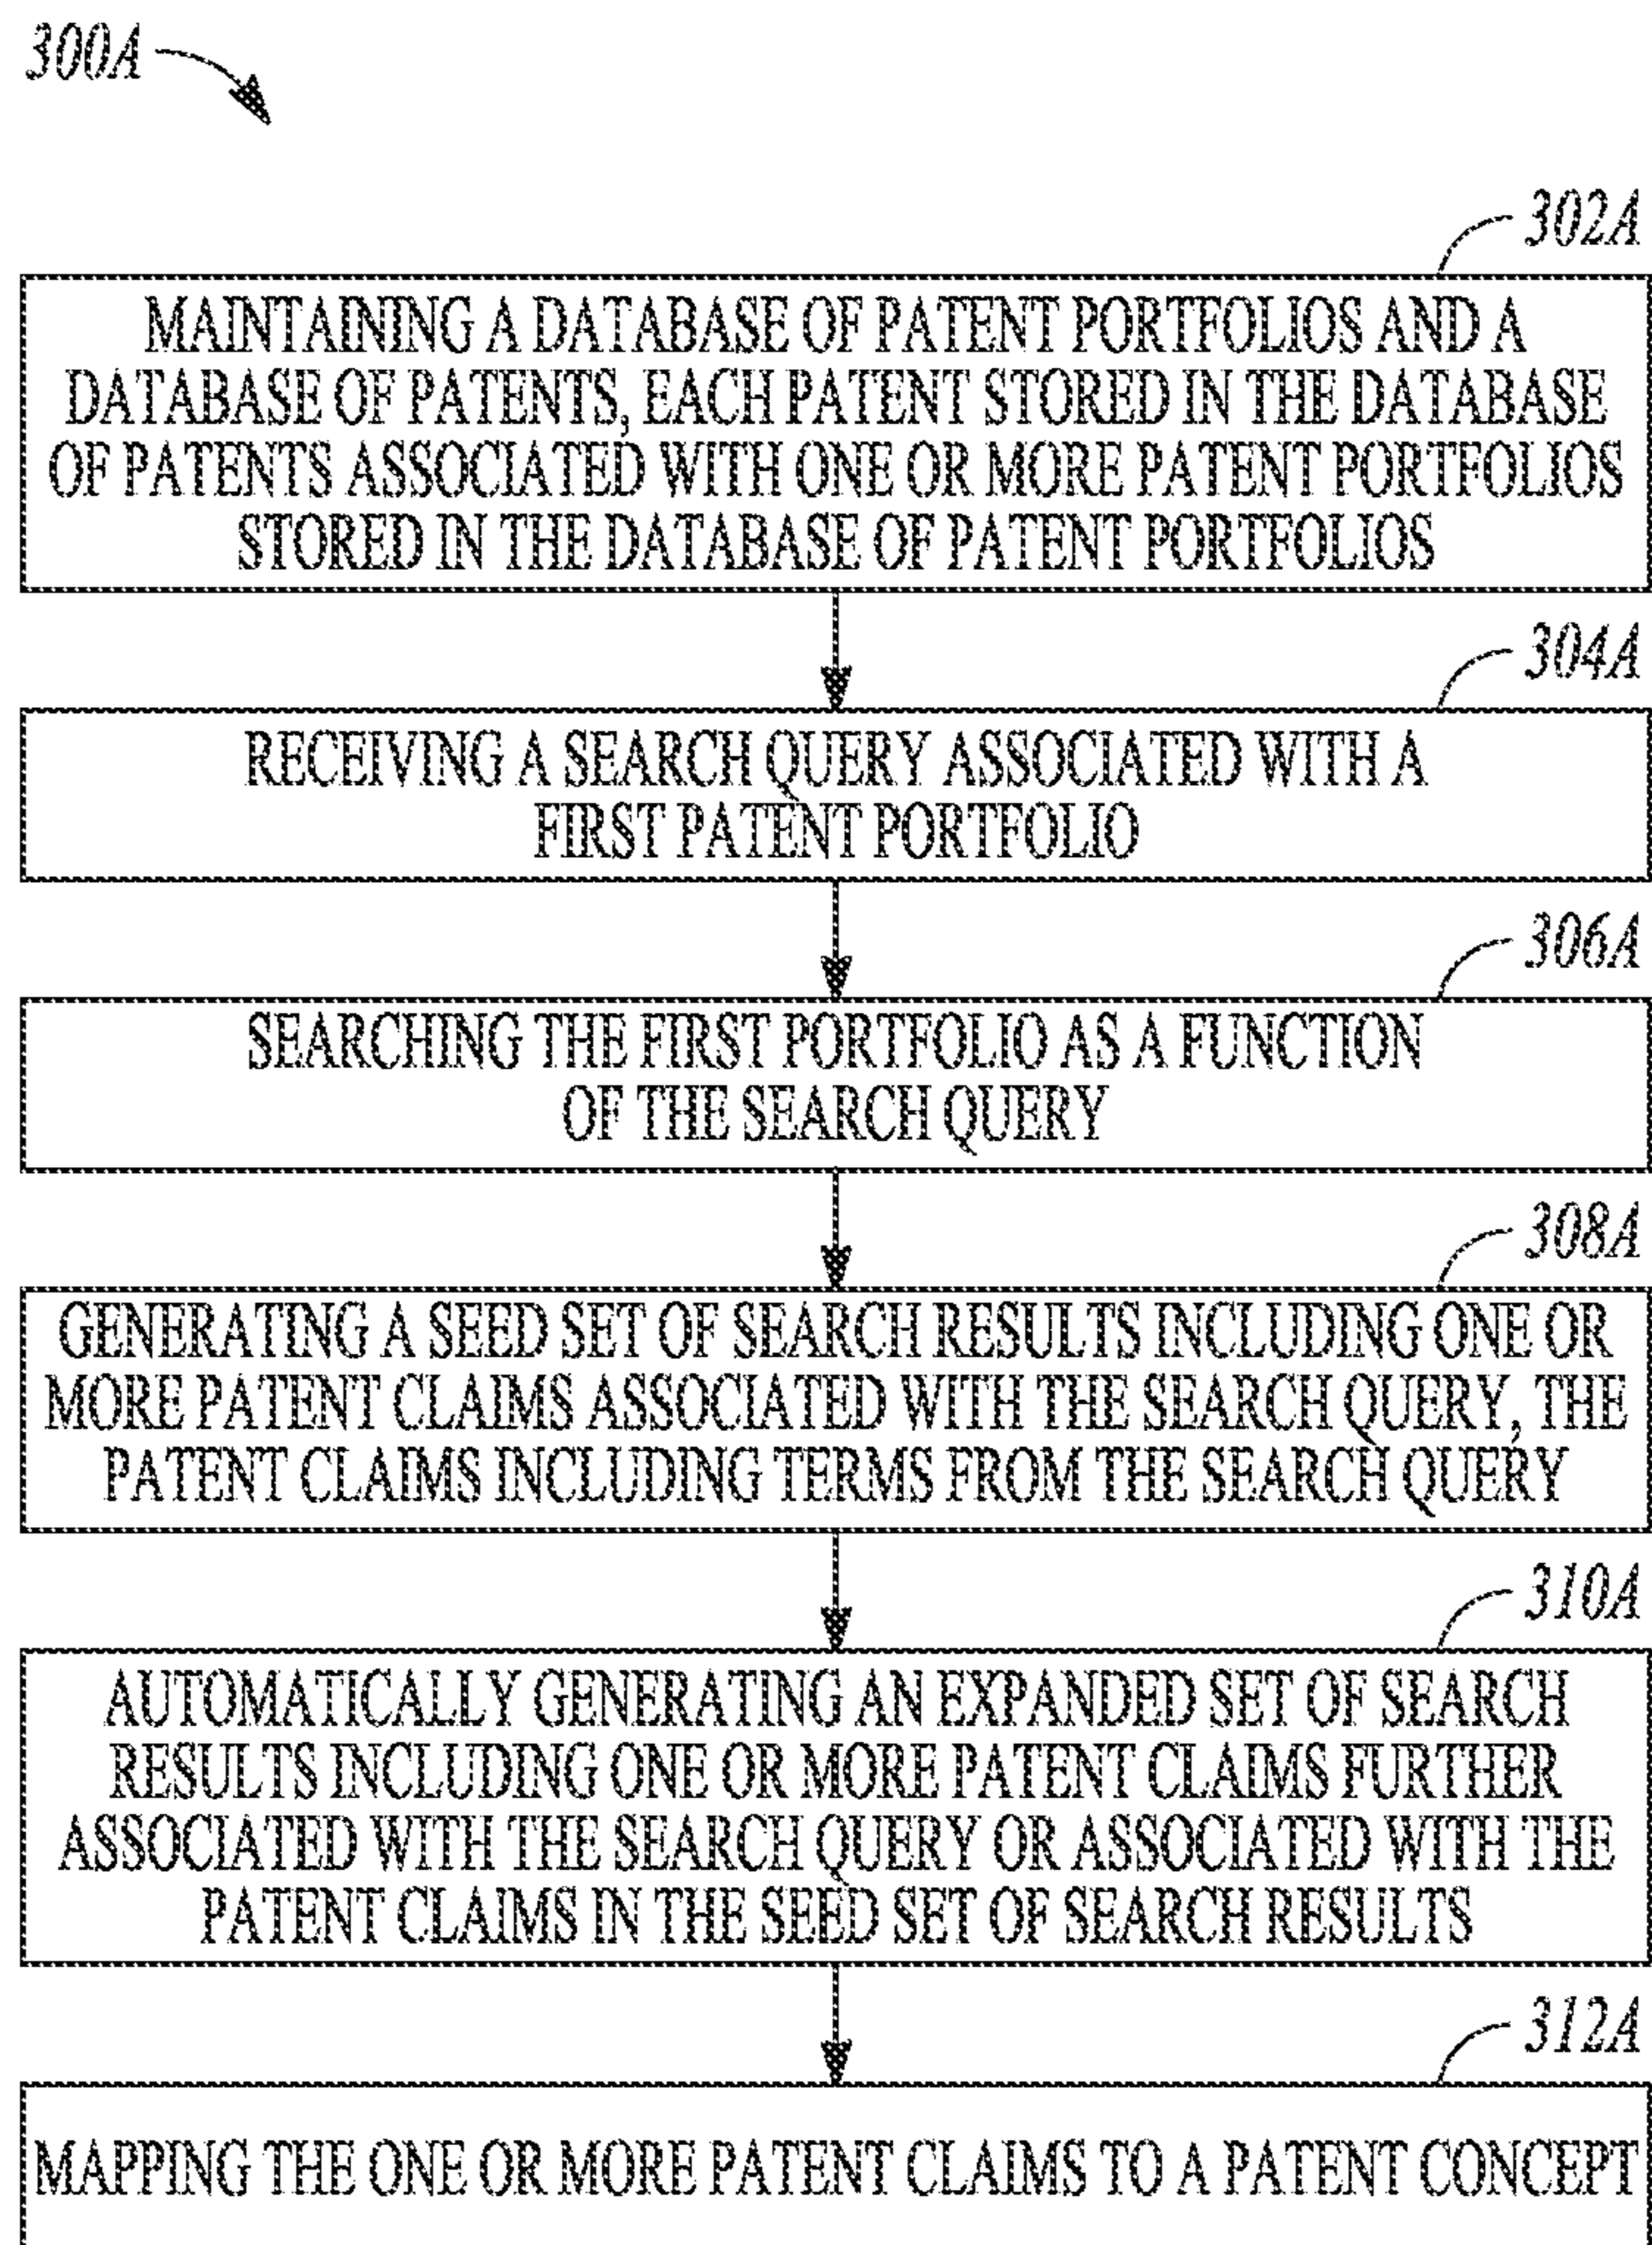 300A
302A
MAINTAINING A DATABASE OF PATENT PORTFOLIOS AND A
DATABASE OF PATENTS, EACH PATENT STORED IN THE DATABASE
OF PATENTS ASSOCIATED WITH ONE OR MORE PATENT PORTFOLIOS
STORED IN THE DATABASE OF PATENT PORTFOLIOS
304A
RECEIVING A SEARCH QUERY ASSOCIATED WITH A
FIRST PATENT PORTFOLIO
306A
SEARCHING THE FIRST PORTFOLIO AS A FUNCTION
OF THE SEARCH QUERY
308A
GENERATING A SEED SET OF SEARCH RESULTS INCLUDING ONE OR
MORE PATENT CLAIMS ASSOCIATED WITH THE SEARCH QUERY, THE
PATENT CLAIMS INCLUDING TERMS FROM THE SEARCH QUERY
310A
AUTOMATICALLY GENERATING AN EXPANDED SET OF SEARCH
RESULTS INCLUDING ONE OR MORE PATENT CLAIMS FURTHER
ASSOCIATED WITH THE SEARCH QUERY OR ASSOCIATED WITH THE
PATENT CLAIMS IN THE SEED SET OF SEARCH RESULTS
312A
MAPPING THE ONE OR MORE PATENT CLAIMS TO A PATENT CONCEPT